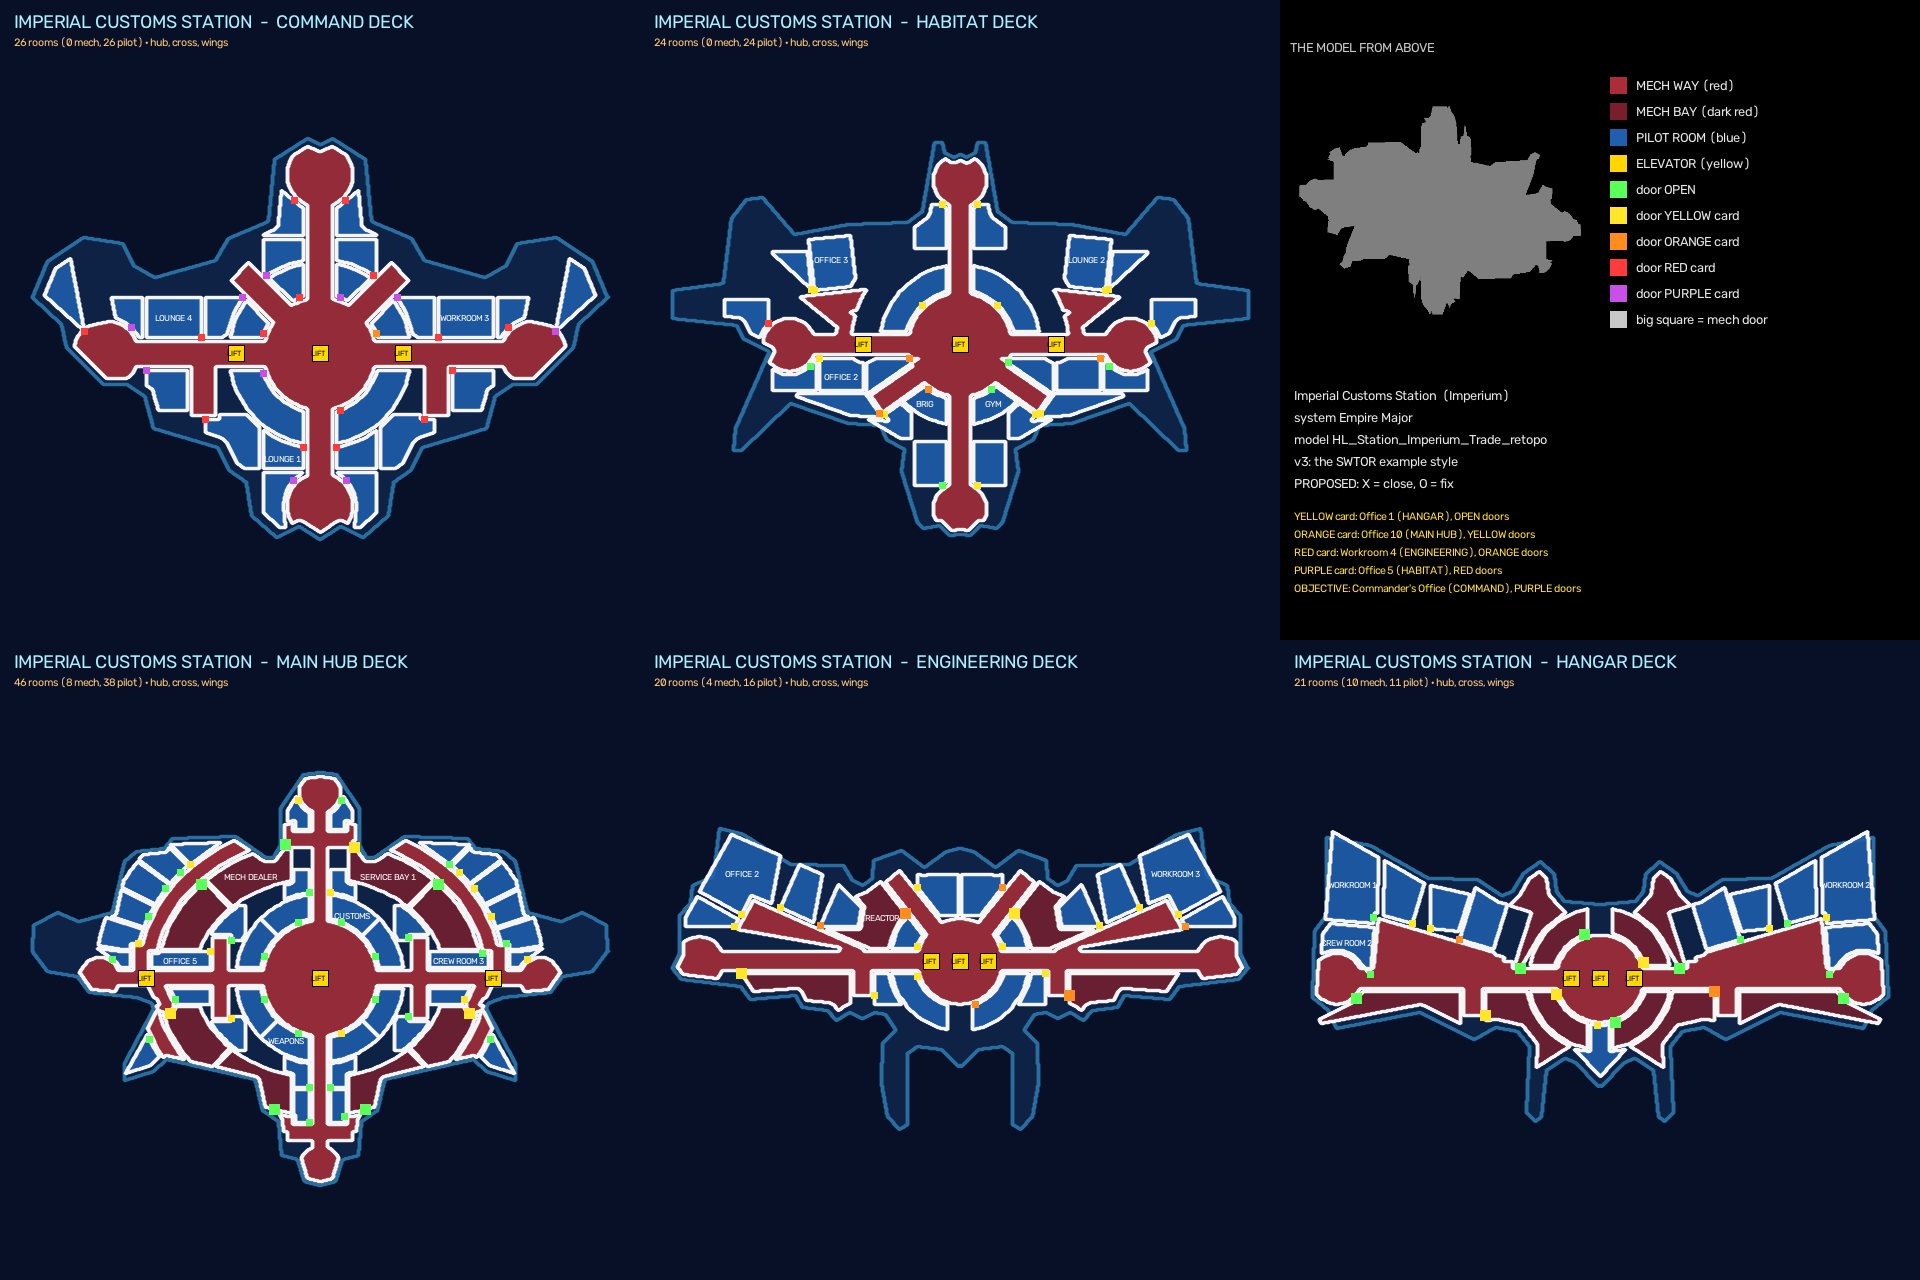 IMPERIAL CUSTOMS STATION - COMMAND DECK
26 rooms (0 mech, 26 pilot) • hub, cross, wings
LOUNGE 4
WORKROOM 3
LIFT
LIFT
LIFT
LOUNGE 1
IMPERIAL CUSTOMS STATION - HABITAT DECK
24 rooms (0 mech, 24 pilot) • hub, cross, wings
OFFICE 3
LOUNGE 2
LIFT
LIFT
LIFT
OFFICE 2
BRIG
GYM
THE MODEL FROM ABOVE
MECH WAY (red)
MECH BAY (dark red)
PILOT ROOM (blue)
ELEVATOR (yellow)
door OPEN
door YELLOW card
door ORANGE card
door RED card
door PURPLE card
big square = mech door
Imperial Customs Station (Imperium)
system Empire Major
model HL_Station_Imperium_Trade_retopo
v3: the SWTOR example style
PROPOSED: X = close, O = fix
YELLOW card: Office 1 (HANGAR), OPEN doors
ORANGE card: Office 10 (MAIN HUB), YELLOW doors
RED card: Workroom 4 (ENGINEERING), ORANGE doors
PURPLE card: Office 5 (HABITAT), RED doors
OBJECTIVE: Commander's Office (COMMAND), PURPLE doors
IMPERIAL CUSTOMS STATION - MAIN HUB DECK
46 rooms (8 mech, 38 pilot) • hub, cross, wings
MECH DEALER
SERVICE BAY 1
CUSTOMS
OFFICE 5
CREW ROOM 3
LIFT
LIFT
LIFT
WEAPONS
IMPERIAL CUSTOMS STATION - ENGINEERING DECK
20 rooms (4 mech, 16 pilot) • hub, cross, wings
OFFICE 2
WORKROOM 3
REACTOR
LIFT
LIFT
LIFT
IMPERIAL CUSTOMS STATION - HANGAR DECK
21 rooms (10 mech, 11 pilot) • hub, cross, wings
WORKROOM 1
WORKROOM 2
CREW ROOM 2
LIFT
LIFT
LIFT